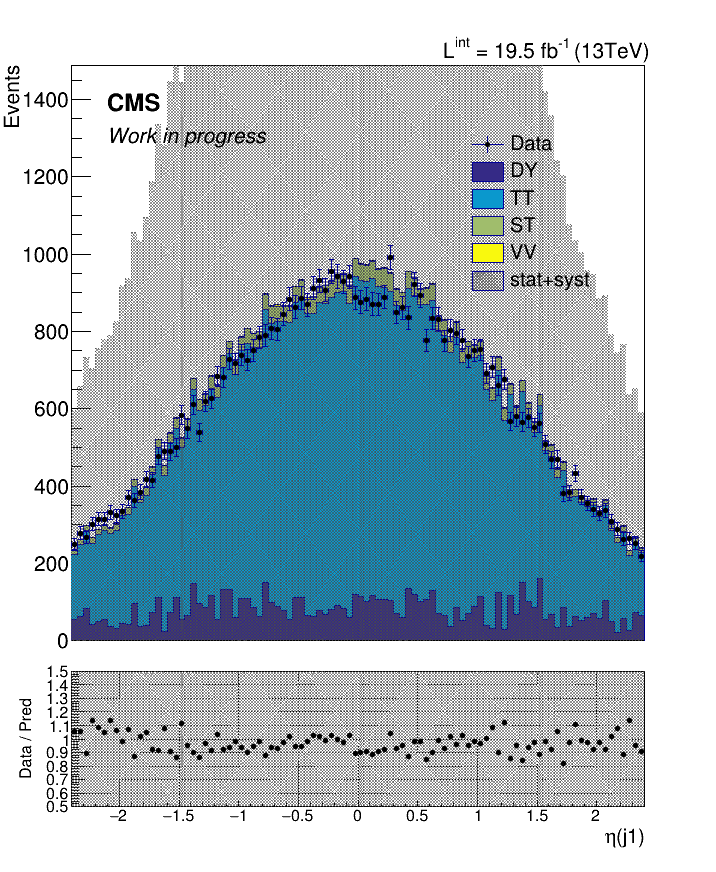 L^int = 19.5 fb^-1 (13TeV)
Events
1400
1200
1000
800
600
400
200
0
CMS
Work in progress
Data
DY
TT
ST
VV
stat+syst
Data / Pred
1.5
1.4
1.3
1.2
1.1
1
0.9
0.8
0.7
0.6
0.5
−2 −1.5 −1 −0.5 0 0.5 1 1.5 2
η(j1)